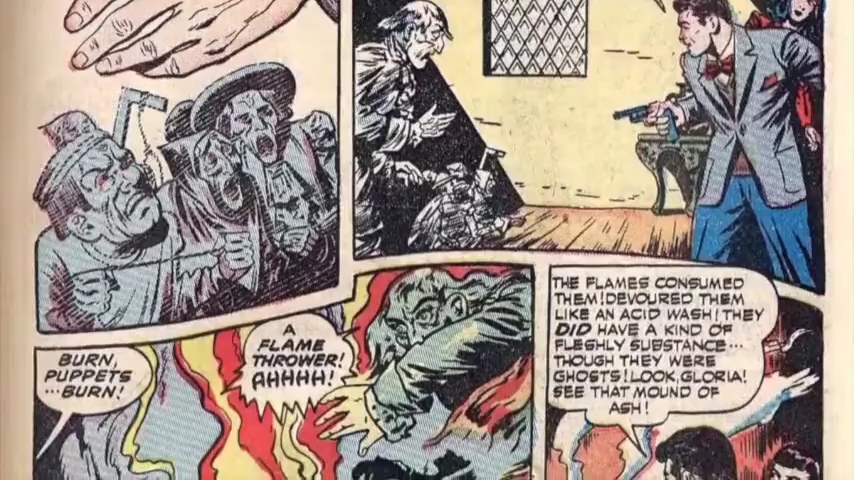 BURN,
PUPPETS
...BURN!
A
FLAME
THROWER!
AHHHH!
THE FLAMES CONSUMED
THEM! DEVOURED THEM
LIKE AN ACID WASH! THEY
DID HAVE A KIND OF
FLESHLY SUBSTANCE...
THOUGH THEY WERE
GHOSTS! LOOK, GLORIA!
SEE THAT MOUND OF
ASH!